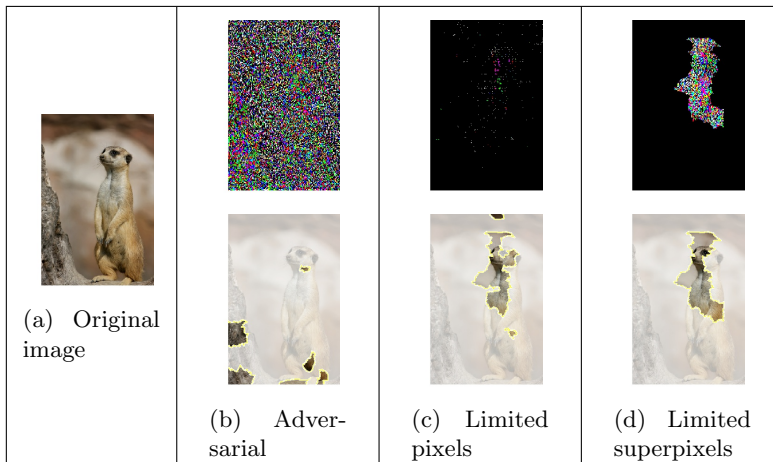 (a) Original
image
(b) Adver-
sarial
(c) Limited
pixels
(d) Limited
superpixels